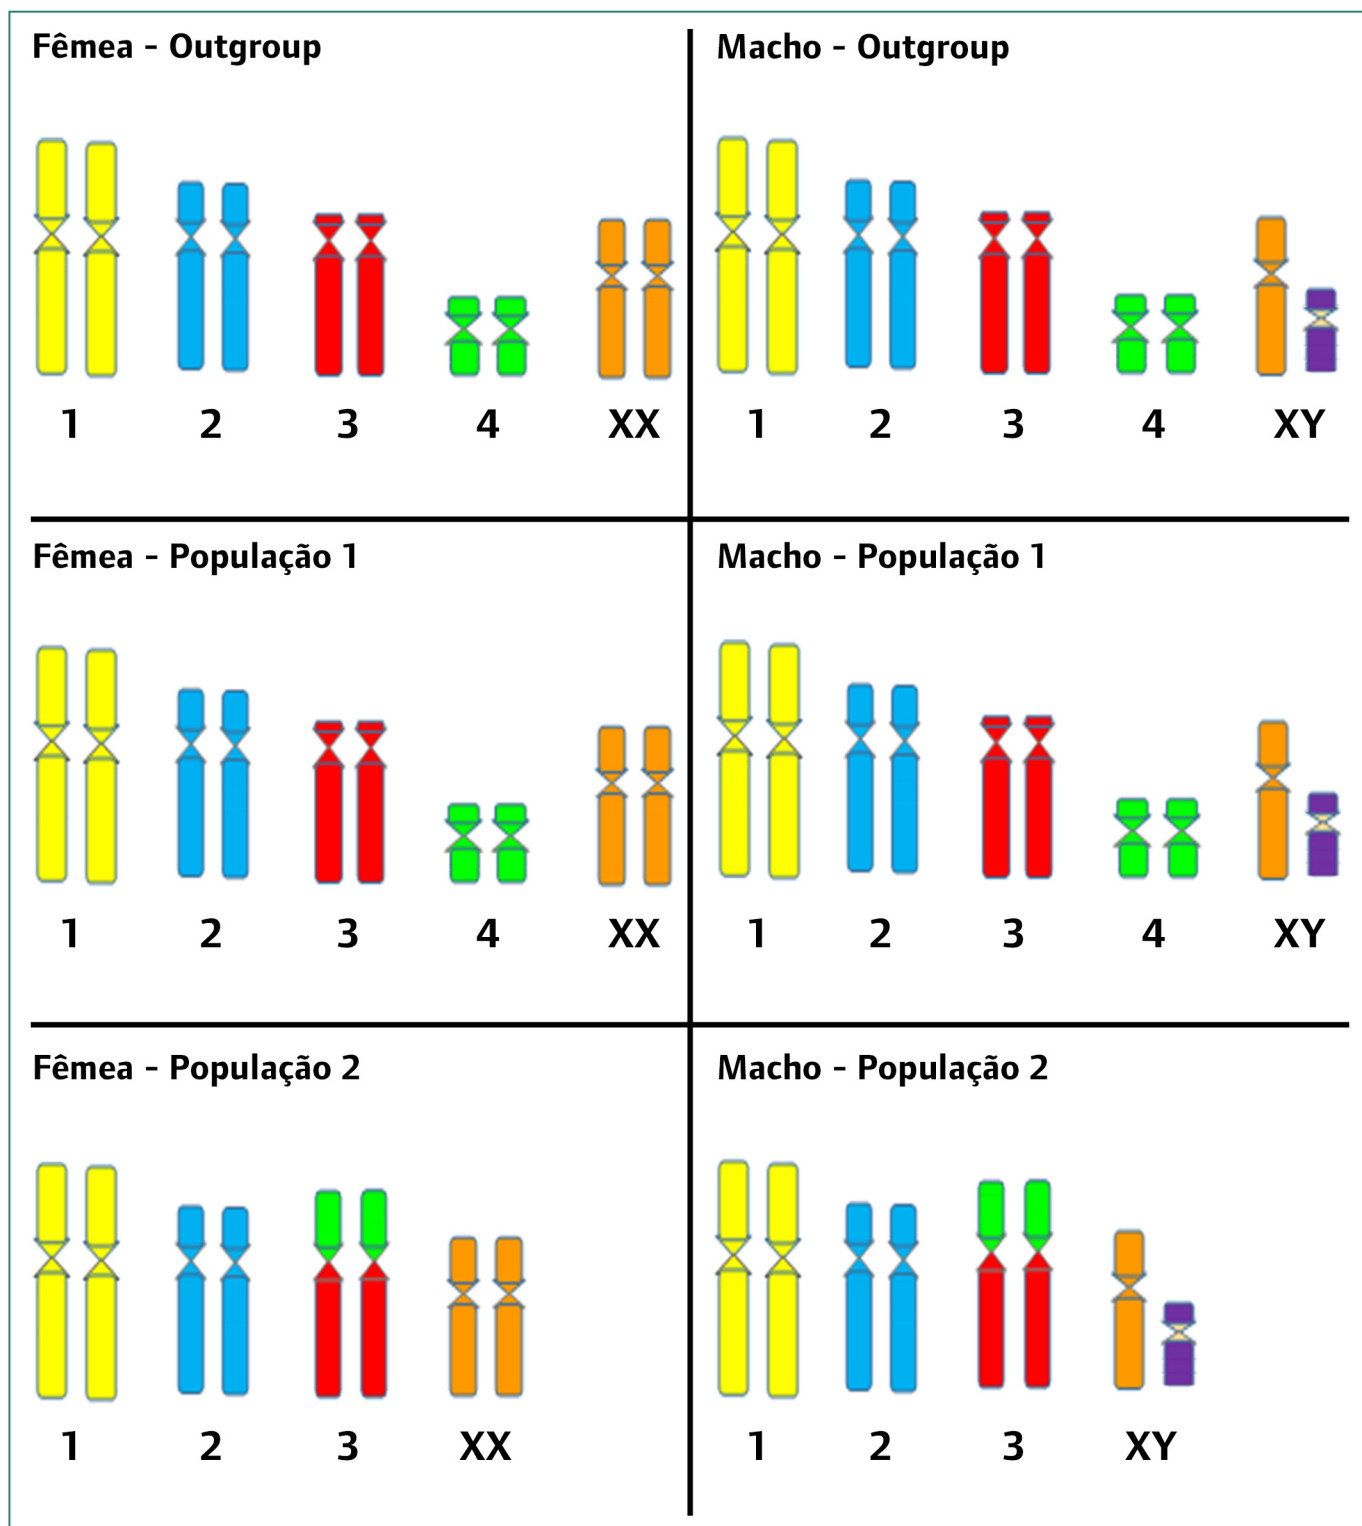 Fêmea - Outgroup
1 2 3 4 XX
Macho - Outgroup
1 2 3 4 XY
Fêmea - População 1
1 2 3 4 XX
Macho - População 1
1 2 3 4 XY
Fêmea - População 2
1 2 3 XX
Macho - População 2
1 2 3 XY